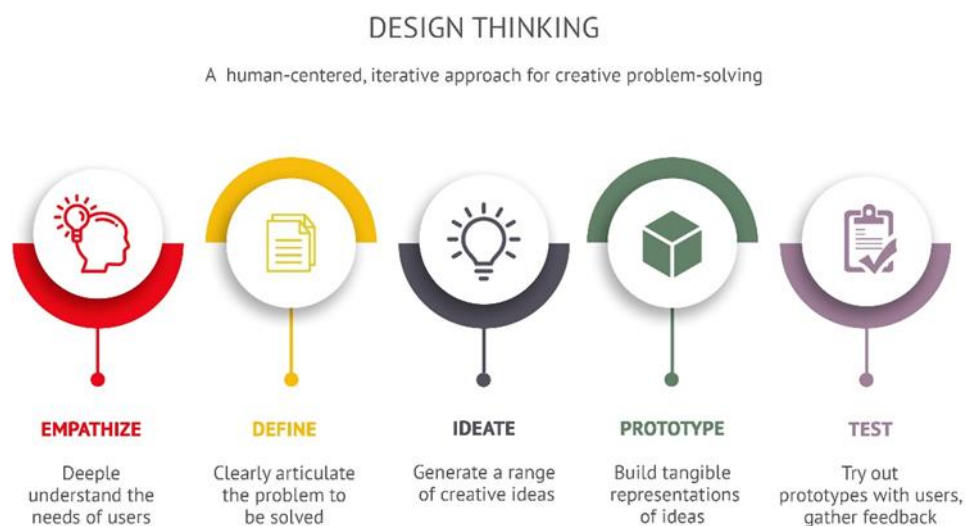 DESIGN THINKING
A human-centered, iterative approach for creative problem-solving
EMPATHIZE
Deeple
understand the
needs of users
DEFINE
Clearly articulate
the problem to
be solved
IDEATE
Generate a range
of creative ideas
PROTOTYPE
Build tangible
representations
of ideas
TEST
Try out
prototypes with users,
gather feedback